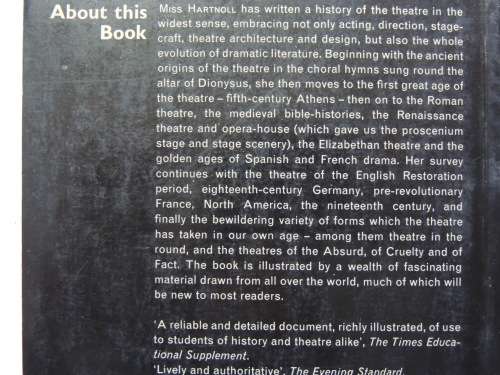 About this
Book
MISS HARTNOLL has written a history of the theatre in the
widest sense, embracing not only acting, direction, stage-
craft, theatre architecture and design, but also the whole
evolution of dramatic literature. Beginning with the ancient
origins of the theatre in the choral hymns sung round the
altar of Dionysus, she then moves to the first great age of
the theatre – fifth-century Athens – then on to the Roman
theatre, the medieval bible-histories, the Renaissance
theatre and opera-house (which gave us the proscenium
stage and stage scenery), the Elizabethan theatre and the
golden ages of Spanish and French drama. Her survey
continues with the theatre of the English Restoration
period, eighteenth-century Germany, pre-revolutionary
France, North America, the nineteenth century, and
finally the bewildering variety of forms which the theatre
has taken in our own age – among them theatre in the
round, and the theatres of the Absurd, of Cruelty and of
Fact. The book is illustrated by a wealth of fascinating
material drawn from all over the world, much of which will
be new to most readers.
'A reliable and detailed document, richly illustrated, of use
to students of history and theatre alike', The Times Educa-
tional Supplement.
'Lively and authoritative', The Evening Standard.